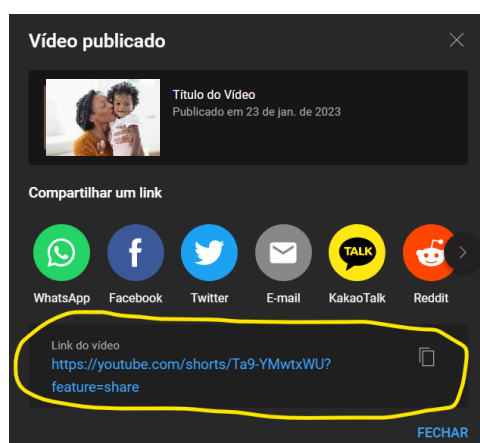 Vídeo publicado
Título do Vídeo
Publicado em 23 de jan. de 2023
Compartilhar um link
TALK
WhatsApp Facebook Twitter E-mail KakaoTalk Reddit
Link do vídeo
https://youtube.com/shorts/Ta9-YMwtxWU?
feature=share
FECHAR